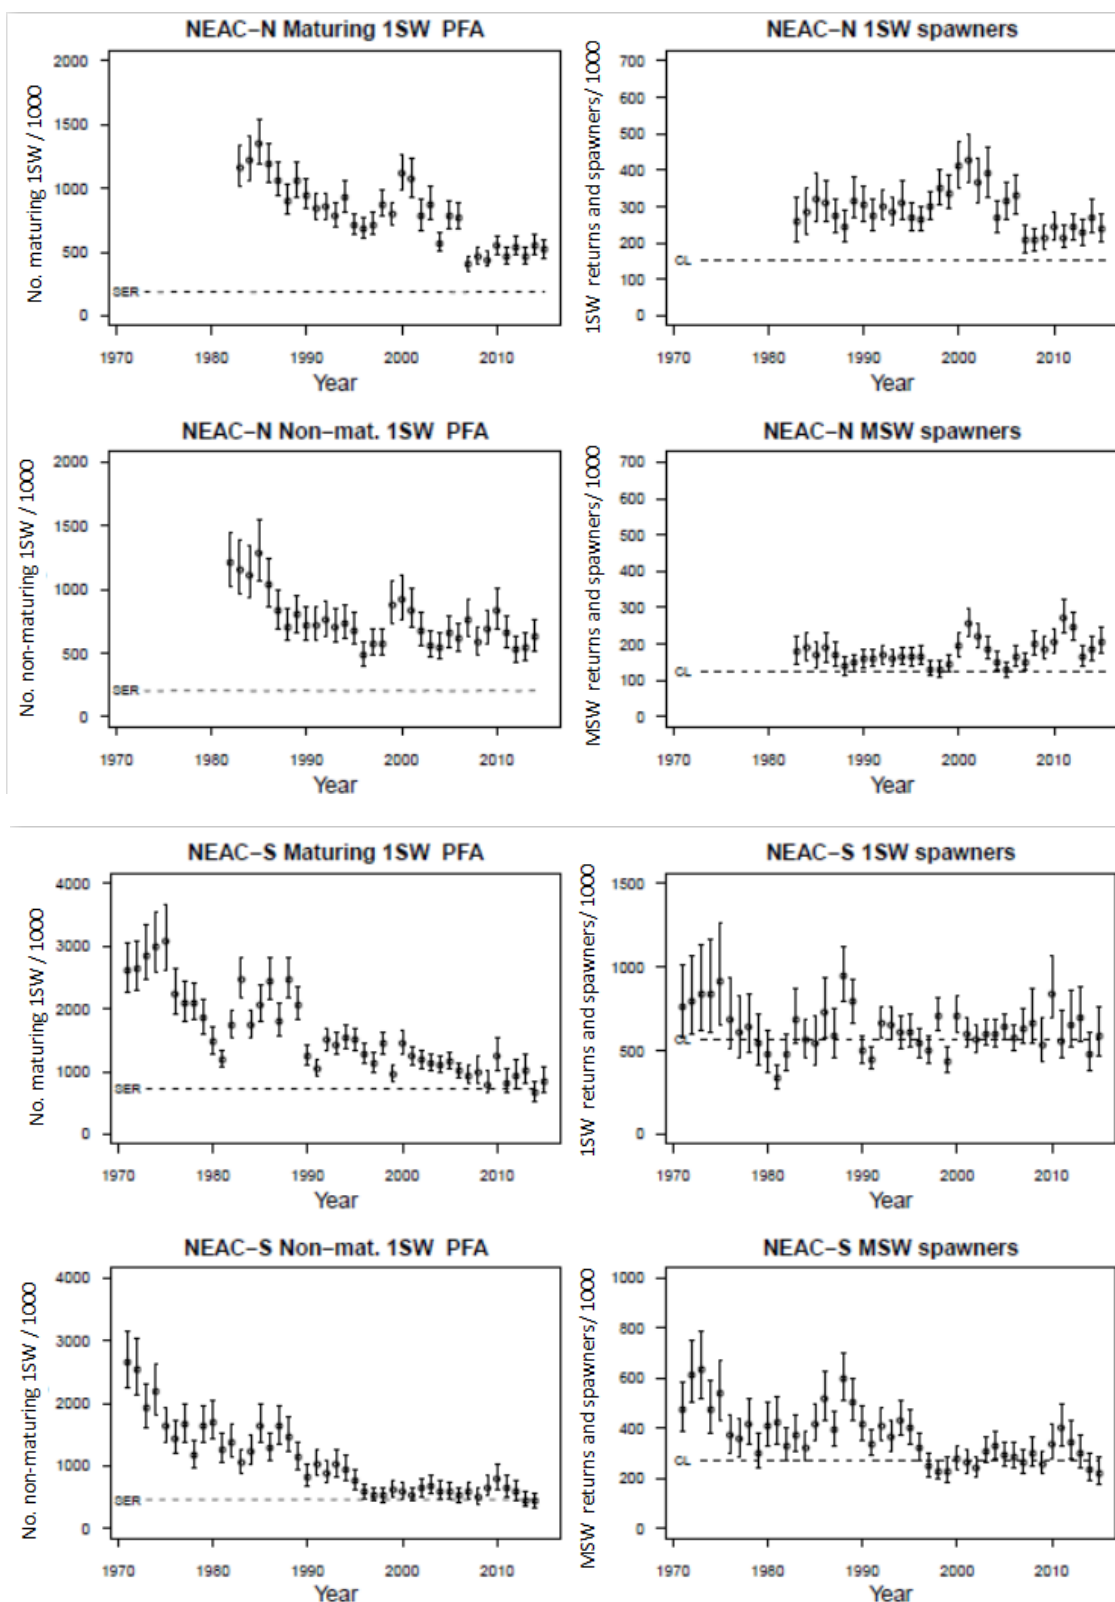 NEAC–N Maturing 1SW PFA
No. maturing 1SW / 1000
2000
1500
1000
500
0
SER
1970 1980 1990 2000 2010
Year
NEAC–N 1SW spawners
1SW returns and spawners/ 1000
700
600
500
400
300
200
100
0
CL
1970 1980 1990 2000 2010
Year
NEAC–N Non–mat. 1SW PFA
No. non-maturing 1SW / 1000
2000
1500
1000
500
0
SER
1970 1980 1990 2000 2010
Year
NEAC–N MSW spawners
MSW returns and spawners/ 1000
700
600
500
400
300
200
100
0
CL
1970 1980 1990 2000 2010
Year
NEAC–S Maturing 1SW PFA
No. maturing 1SW / 1000
4000
3000
2000
1000
0
SER
1970 1980 1990 2000 2010
Year
NEAC–S 1SW spawners
1SW returns and spawners/ 1000
1500
1000
500
0
CL
1970 1980 1990 2000 2010
Year
NEAC–S Non–mat. 1SW PFA
No. non-maturing 1SW / 1000
4000
3000
2000
1000
0
SER
1970 1980 1990 2000 2010
Year
NEAC–S MSW spawners
MSW returns and spawners/ 1000
1000
800
600
400
200
0
CL
1970 1980 1990 2000 2010
Year